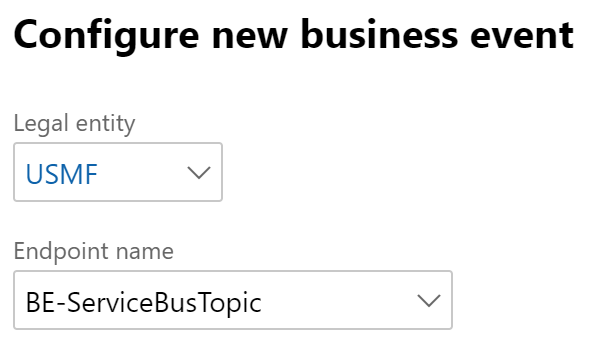 Configure new business event
Legal entity
USMF
Endpoint name
BE-ServiceBusTopic